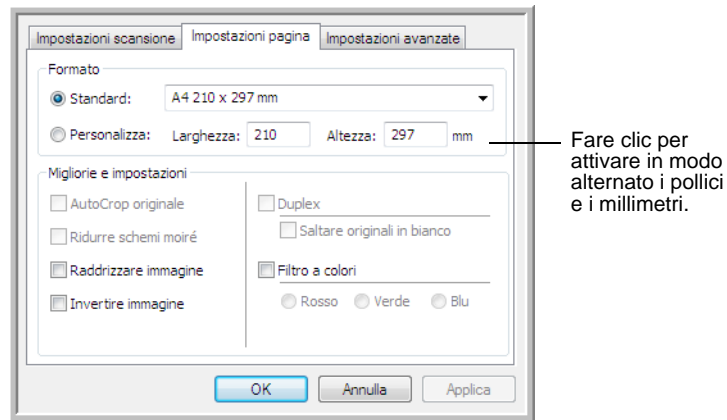 Impostazioni scansione Impostazioni pagina Impostazioni avanzate
Formato
Standard: A4 210 x 297 mm
Personalizza: Larghezza: 210 Altezza: 297 mm
Fare clic per
attivare in modo
alternato i pollici
e i millimetri.
Migliorie e impostazioni
AutoCrop originale
Ridurre schemi moiré
Raddrizzare immagine
Invertire immagine
Duplex
Saltare originali in bianco
Filtro a colori
Rosso Verde Blu
OK Annulla Applica